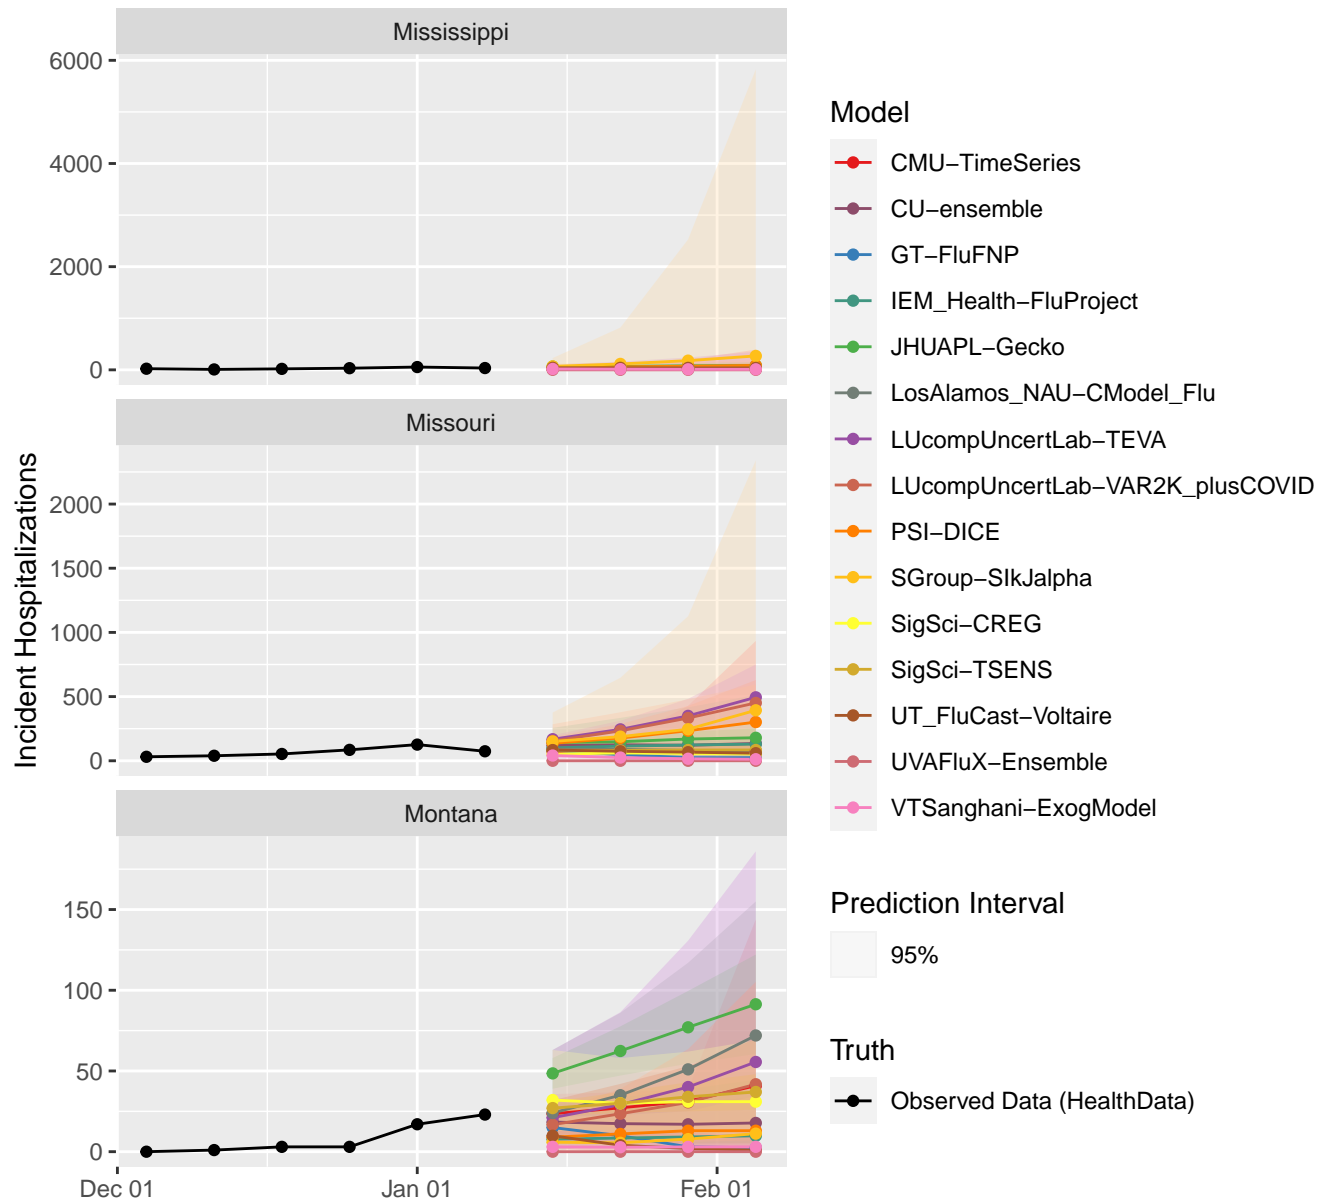 Mississippi
6000
4000
2000
0
Missouri
2000
1500
1000
500
0
Montana
150
100
50
0
Dec 01
Jan 01
Feb 01
Incident Hospitalizations
Model
CMU−TimeSeries
CU−ensemble
GT−FluFNP
IEM_Health−FluProject
JHUAPL−Gecko
LosAlamos_NAU−CModel_Flu
LUcompUncertLab−TEVA
LUcompUncertLab−VAR2K_plusCOVID
PSI−DICE
SGroup−SIkJalpha
SigSci−CREG
SigSci−TSENS
UT_FluCast−Voltaire
UVAFluX−Ensemble
VTSanghani−ExogModel
Prediction Interval
95%
Truth
Observed Data (HealthData)